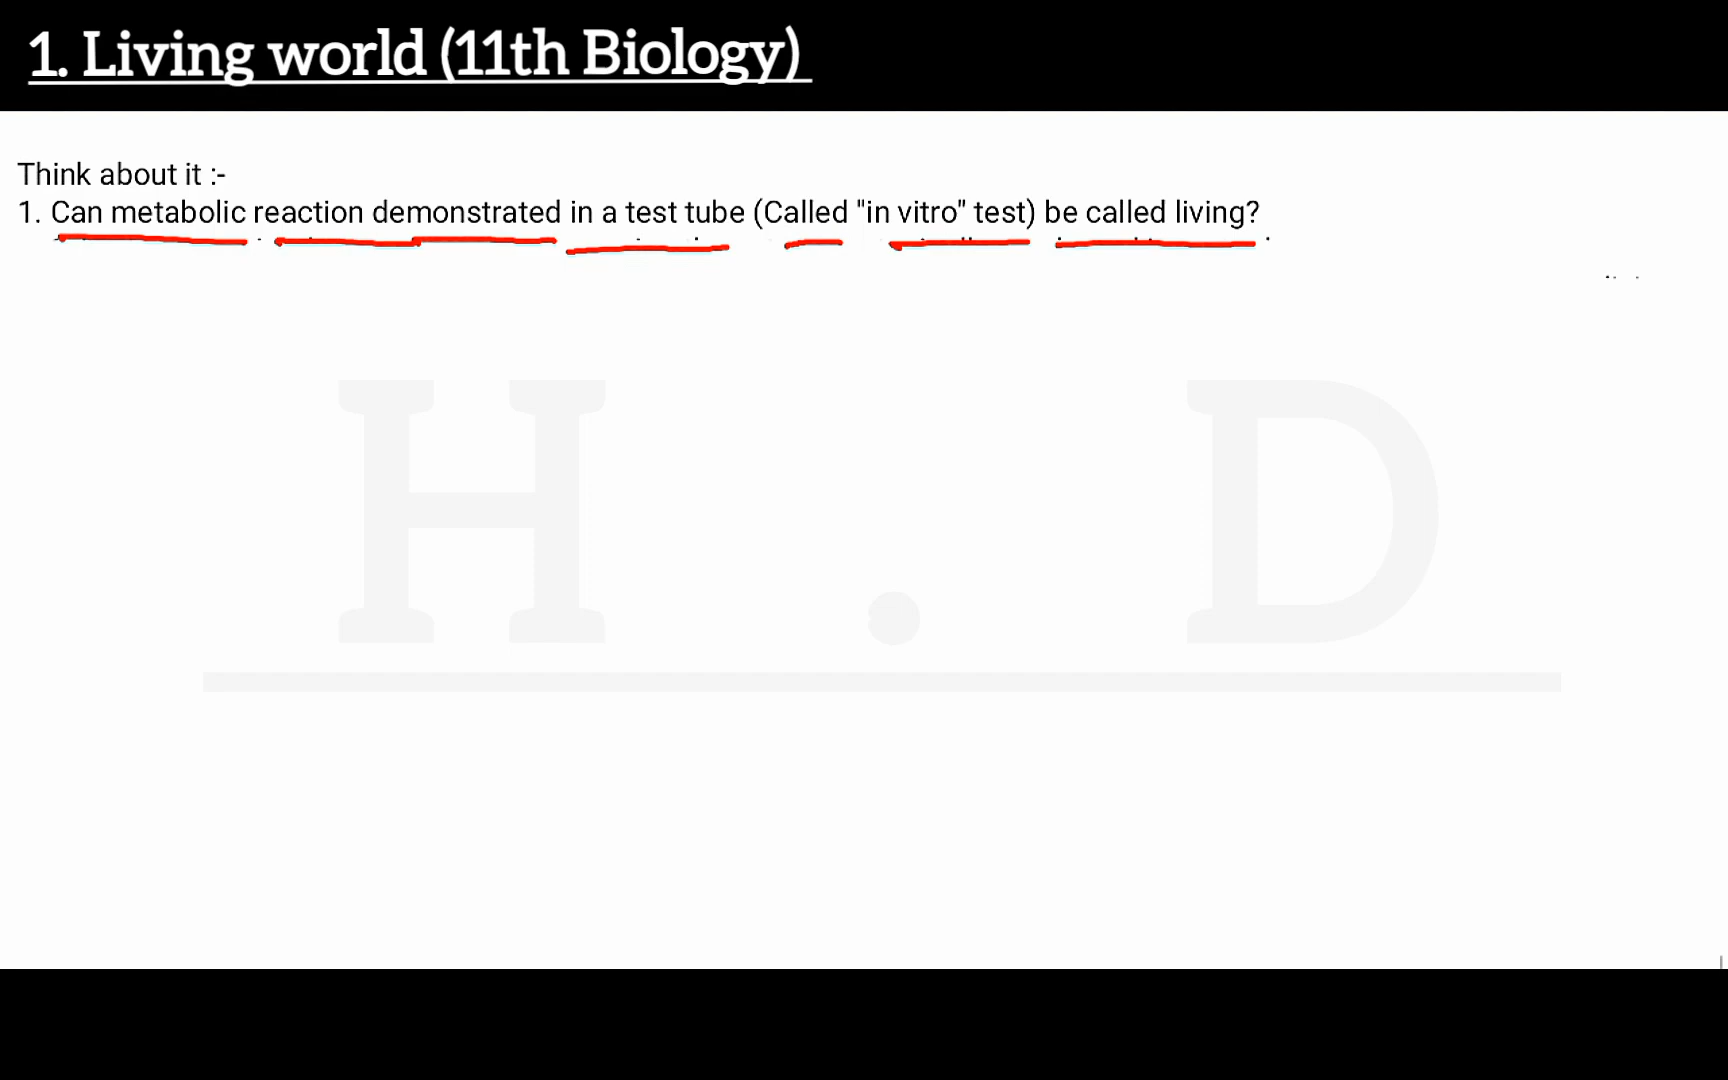 1. Living world (11th Biology)
Think about it :-
1. Can metabolic reaction demonstrated in a test tube (Called "in vitro" test) be called living?
H . D